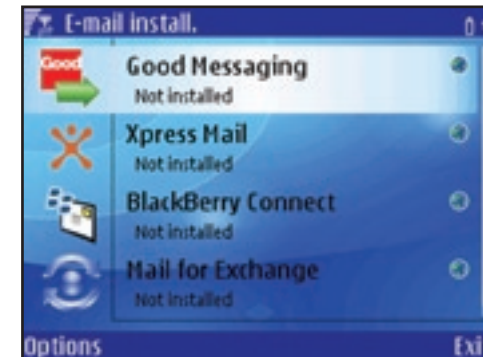 E-mail install.
Good
Good Messaging
Not installed
Xpress Mail
Not installed
BlackBerry Connect
Not installed
Mail for Exchange
Not installed
Options Exi